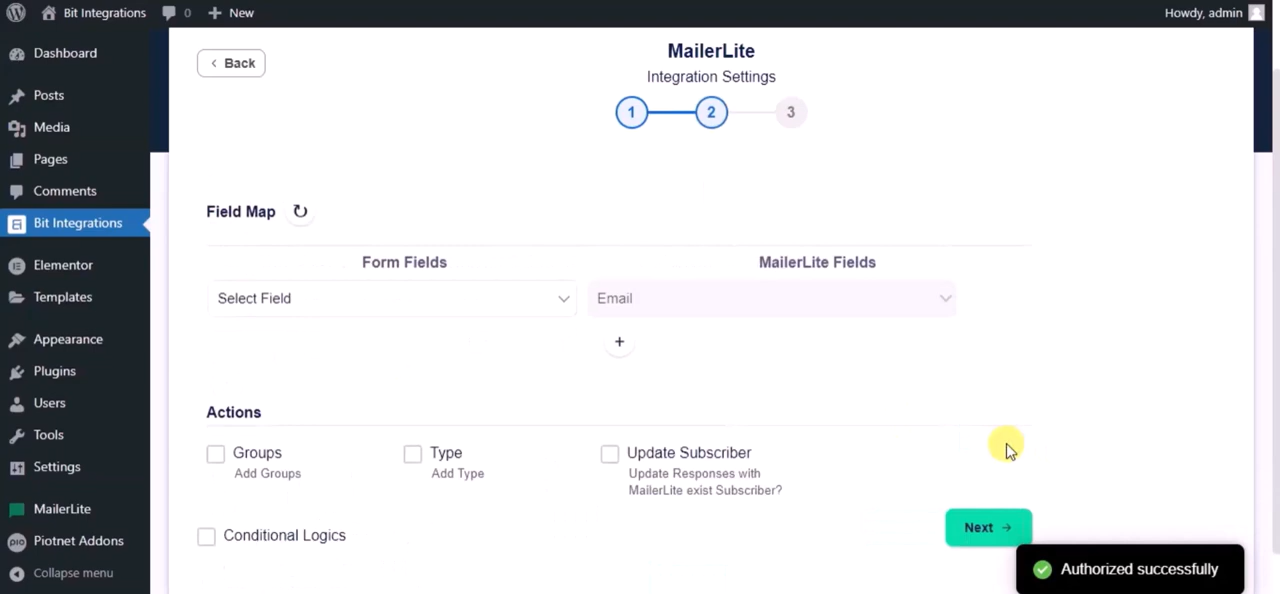 Bit Integrations 0 New Howdy, admin
Dashboard
Posts
Media
Pages
Comments
Bit Integrations
Elementor
Templates
Appearance
Plugins
Users
Tools
Settings
MailerLite
pio Piotnet Addons
Collapse menu
Back
MailerLite
Integration Settings
1 2 3
Field Map
Form Fields MailerLite Fields
Select Field Email
+
Actions
Groups Type Update Subscriber
Add Groups Add Type Update Responses with
MailerLite exist Subscriber?
Conditional Logics
Next →
Authorized successfully